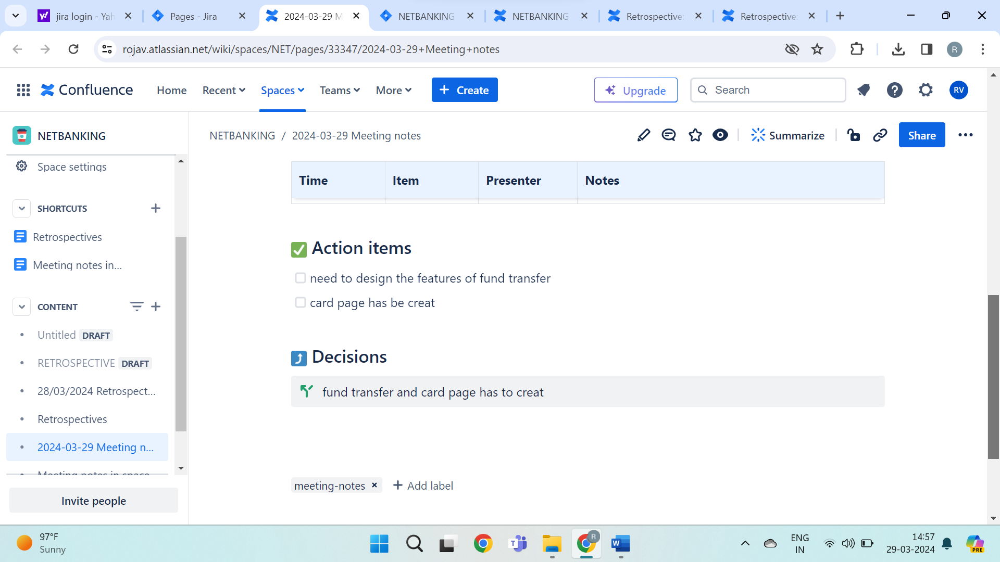 jira login - Yah
Pages - Jira
2024-03-29 M
NETBANKING
NETBANKING
Retrospective:
Retrospective:
rojav.atlassian.net/wiki/spaces/NET/pages/33347/2024-03-29+Meeting+notes
R
Confluence
Home
Recent
Spaces
Teams
More
+ Create
Upgrade
Search
RV
NETBANKING
NETBANKING / 2024-03-29 Meeting notes
Summarize
Share
Space settings
SHORTCUTS
Retrospectives
Meeting notes in...
CONTENT
Untitled DRAFT
RETROSPECTIVE DRAFT
28/03/2024 Retrospect...
Retrospectives
2024-03-29 Meeting n...
Meeting notes in space
Invite people
Time Item Presenter Notes
Action items
need to design the features of fund transfer
card page has be creat
Decisions
fund transfer and card page has to creat
meeting-notes ×
+ Add label
97°F
Sunny
T
R
W
ENG
IN
14:57
29-03-2024
PRE